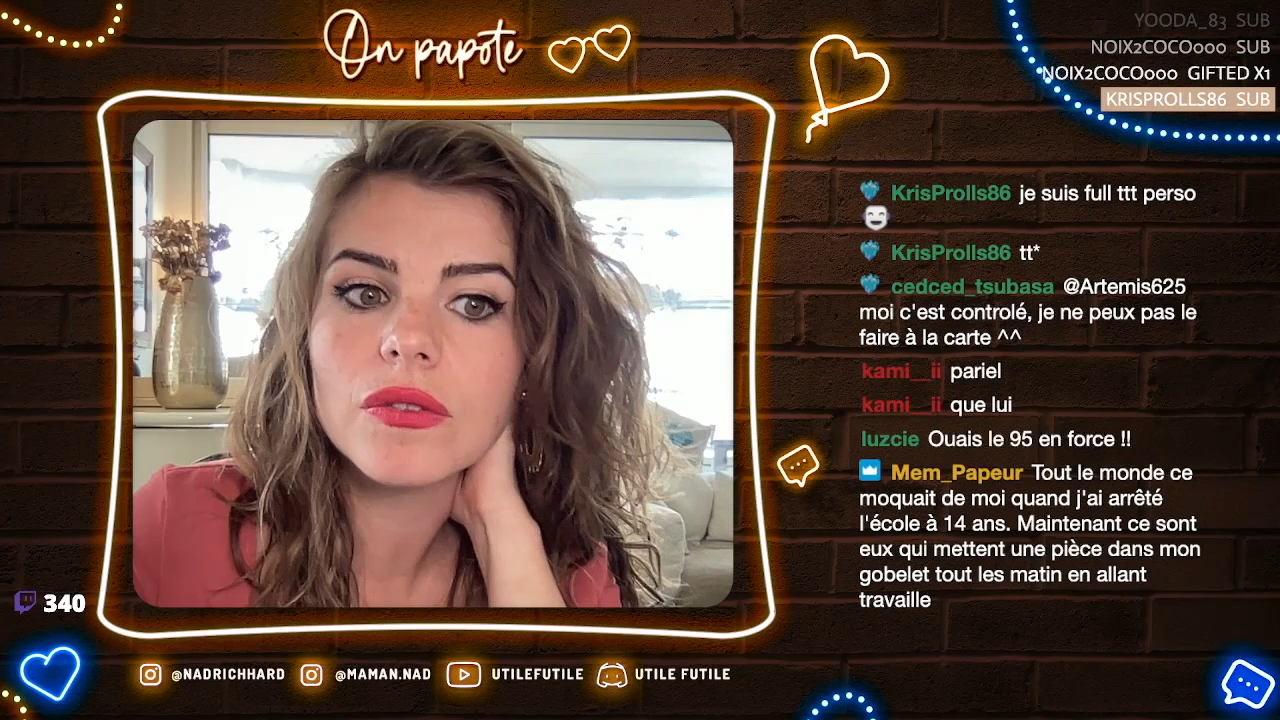 On papote
YOODA_83 SUB
NOIX2COCO000 SUB
NOIX2COCO000 GIFTED X1
KRISPROLLS86 SUB
KrisProlls86 je suis full ttt perso
KrisProlls86 tt*
cedced_tsubasa @Artemis625
moi c'est controlé, je ne peux pas le
faire à la carte ^^
kami__ii pariel
kami__ii que lui
luzcie Ouais le 95 en force !!
Mem_Papeur Tout le monde ce
moquait de moi quand j'ai arrêté
l'école à 14 ans. Maintenant ce sont
eux qui mettent une pièce dans mon
gobelet tout les matin en allant
travaille
340
@NADRICHHARD @MAMAN.NAD UTILEFUTILE UTILE FUTILE